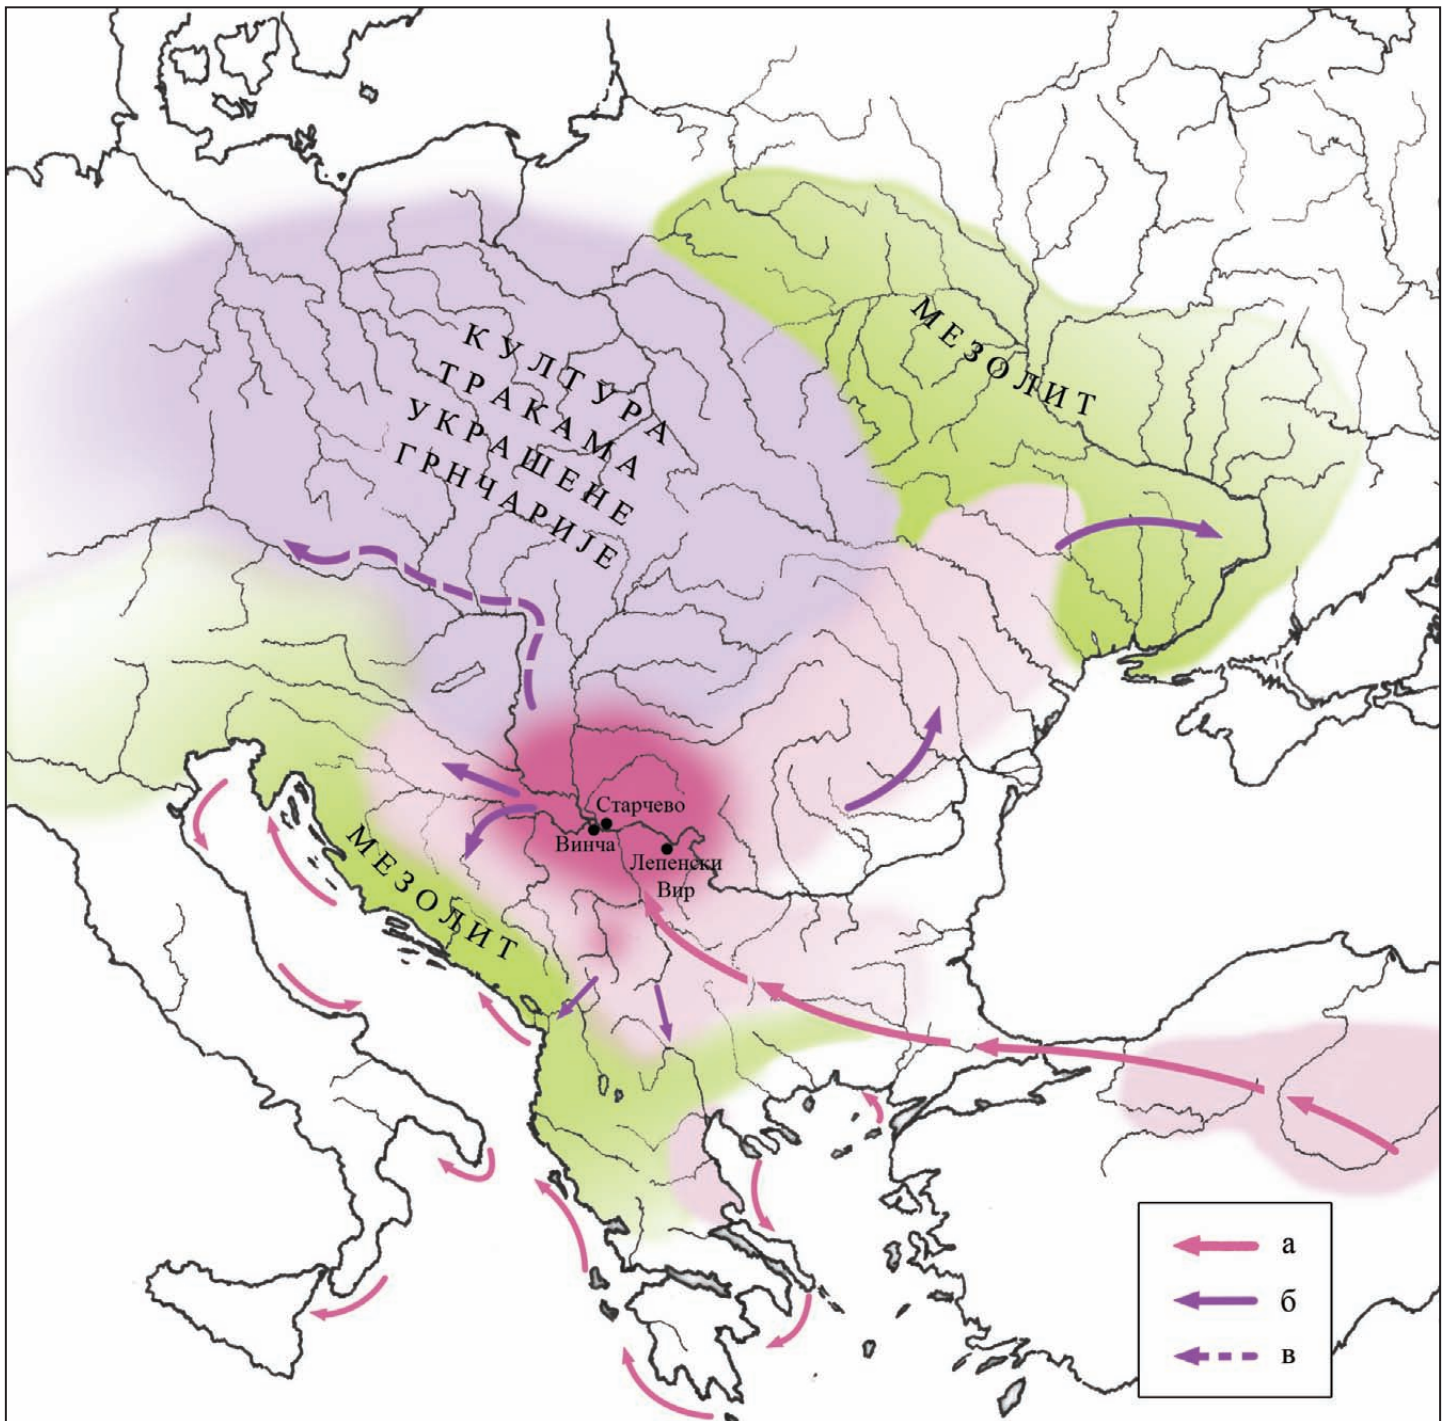 КУЛТУРА
ТРАКАМА
УКРАШЕНЕ
ГРНЧАРИЈЕ
МЕЗОЛИТ
Старчево
Винча
Лепенски
Вир
МЕЗОЛИТ
а
б
в